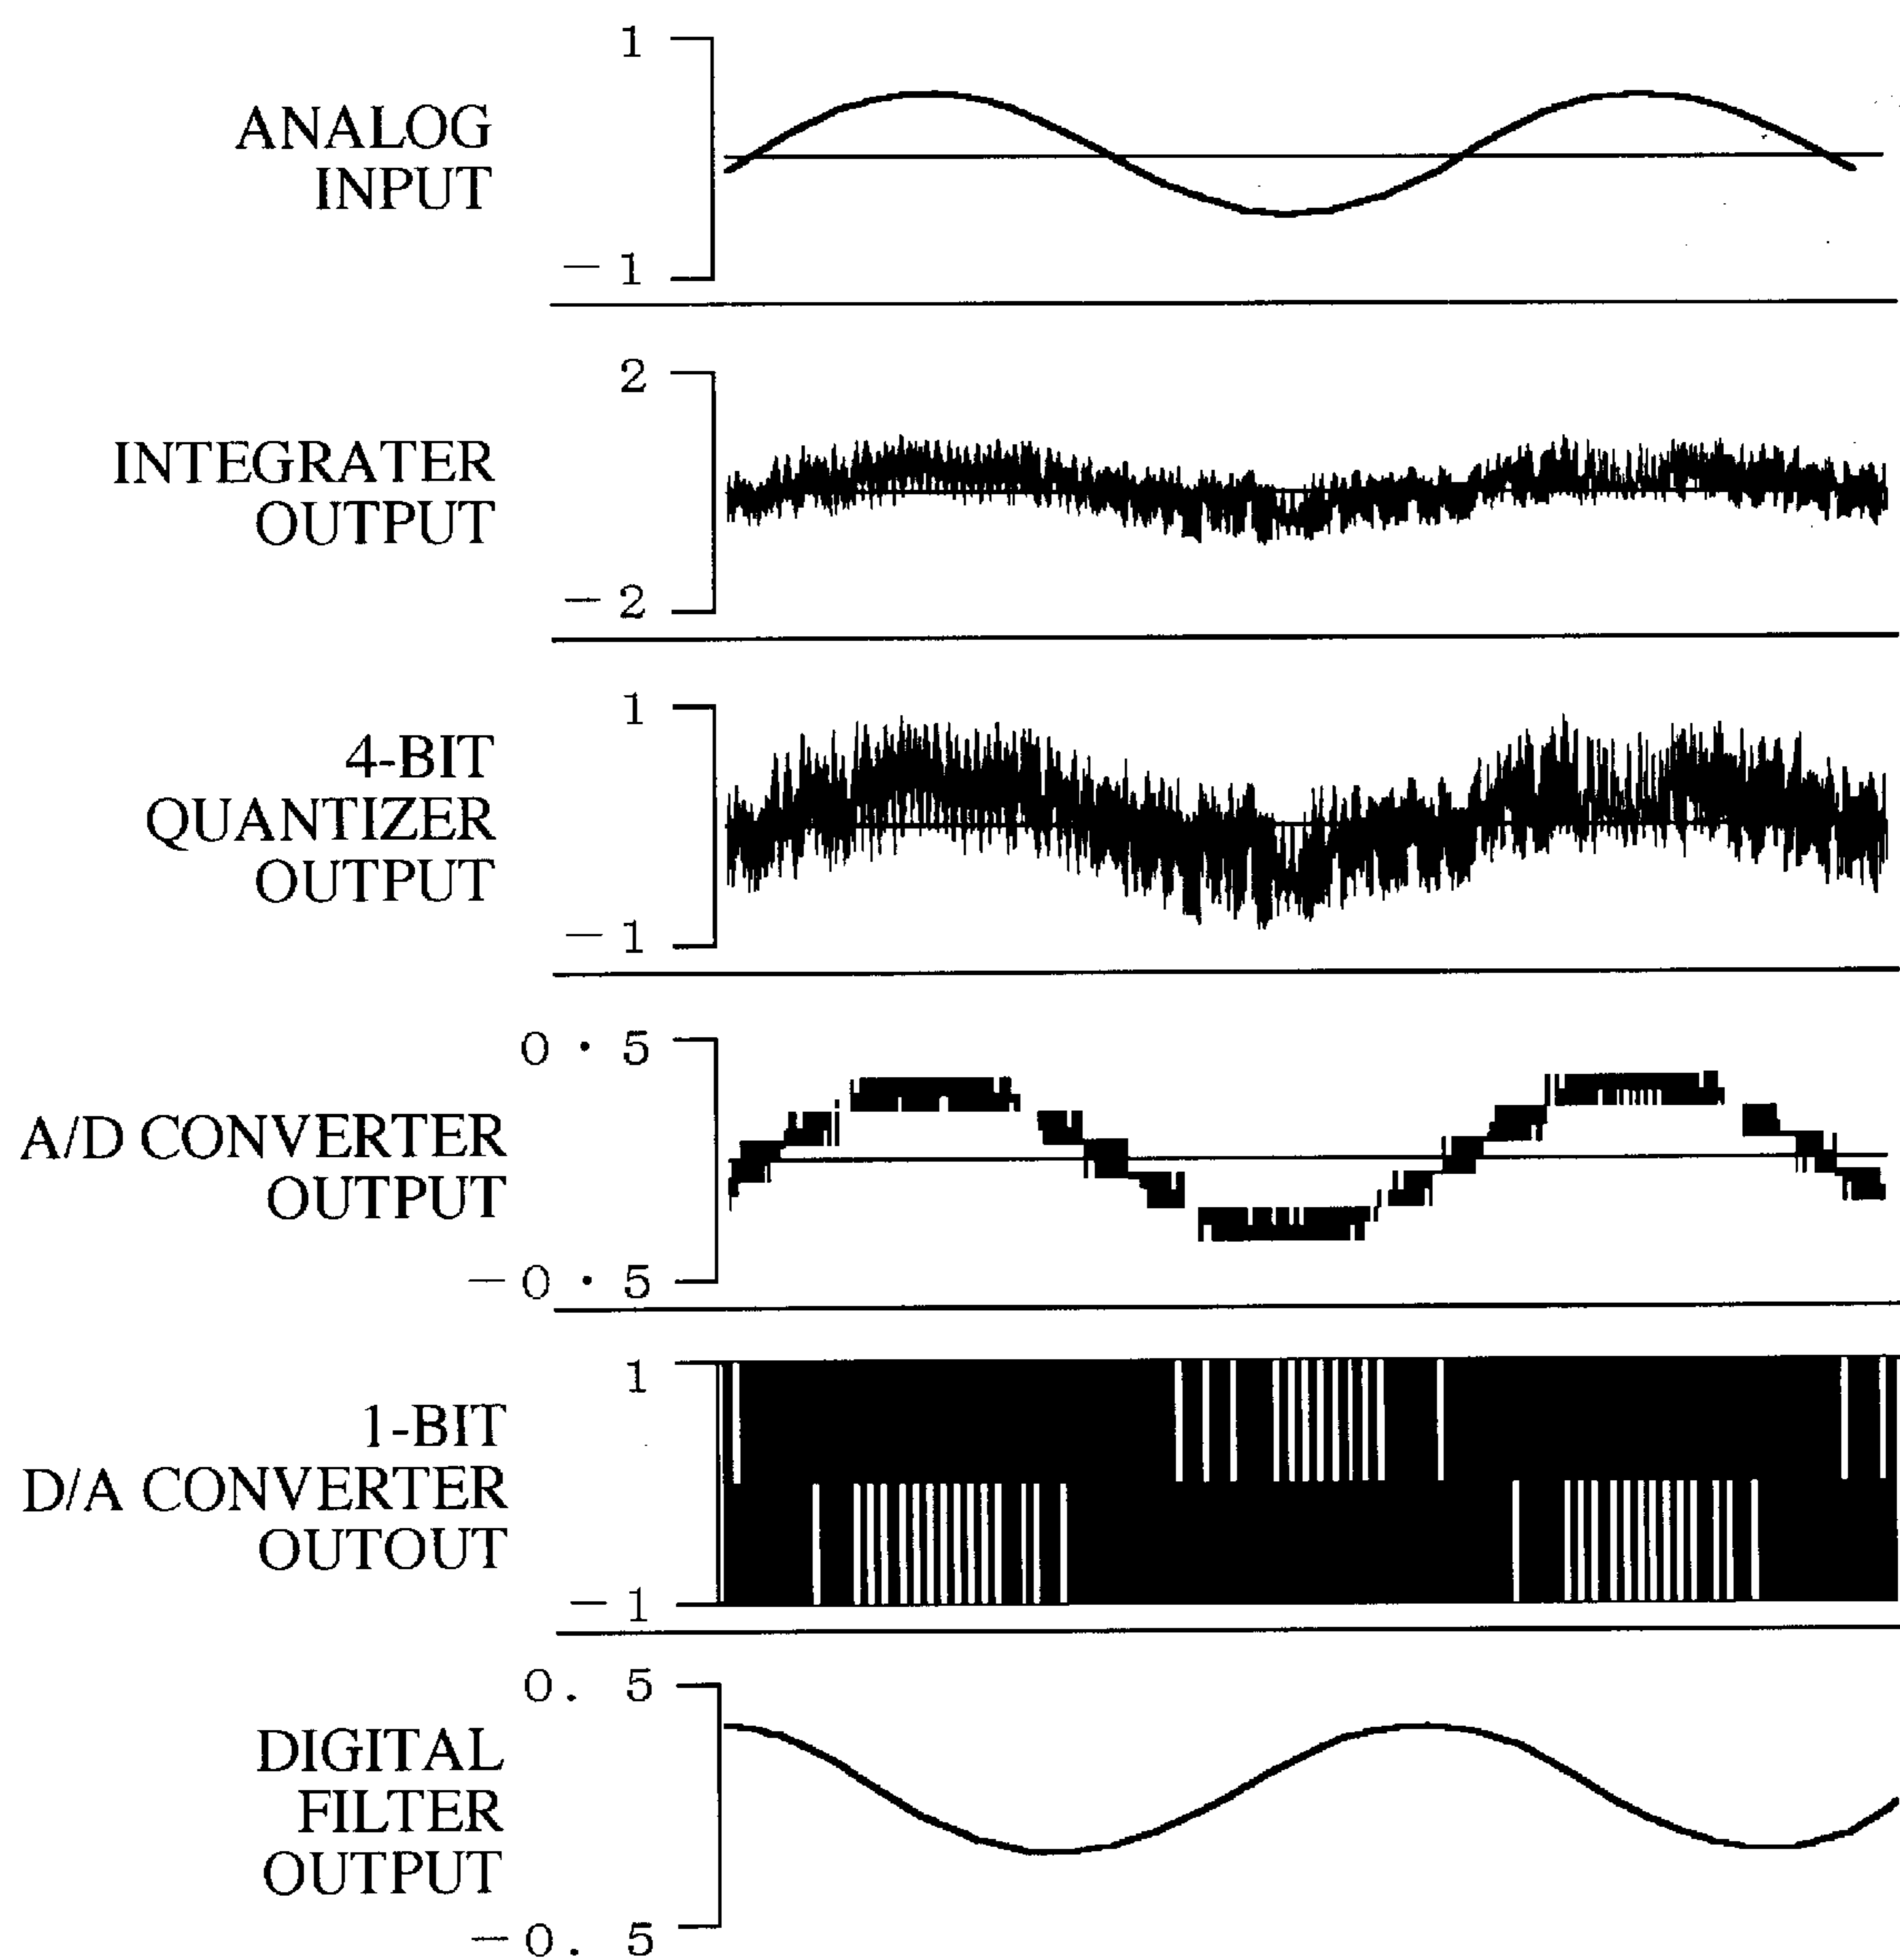 1
ANALOG
INPUT
－1
2
INTEGRATER
OUTPUT
－2
1
4-BIT
QUANTIZER
OUTPUT
－1
0・5
A/D CONVERTER
OUTPUT
－0・5
1
1-BIT
D/A CONVERTER
OUTOUT
－1
0. 5
DIGITAL
FILTER
OUTPUT
－0. 5